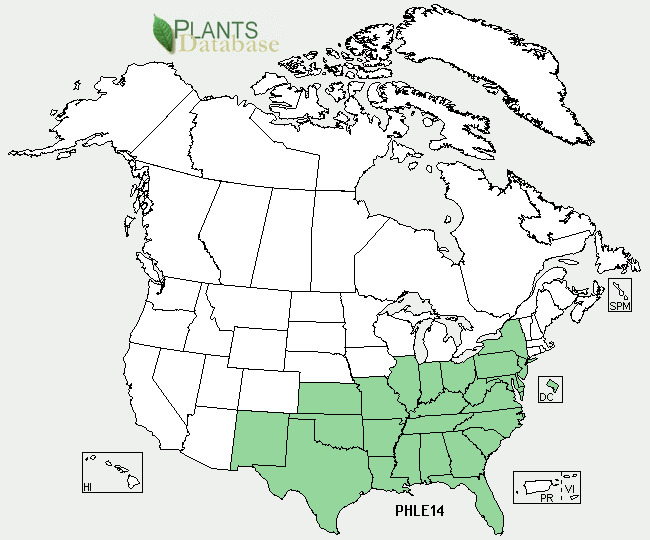 PLANTS
Database
SPM
DC
HI
PR
VI
PHLE14